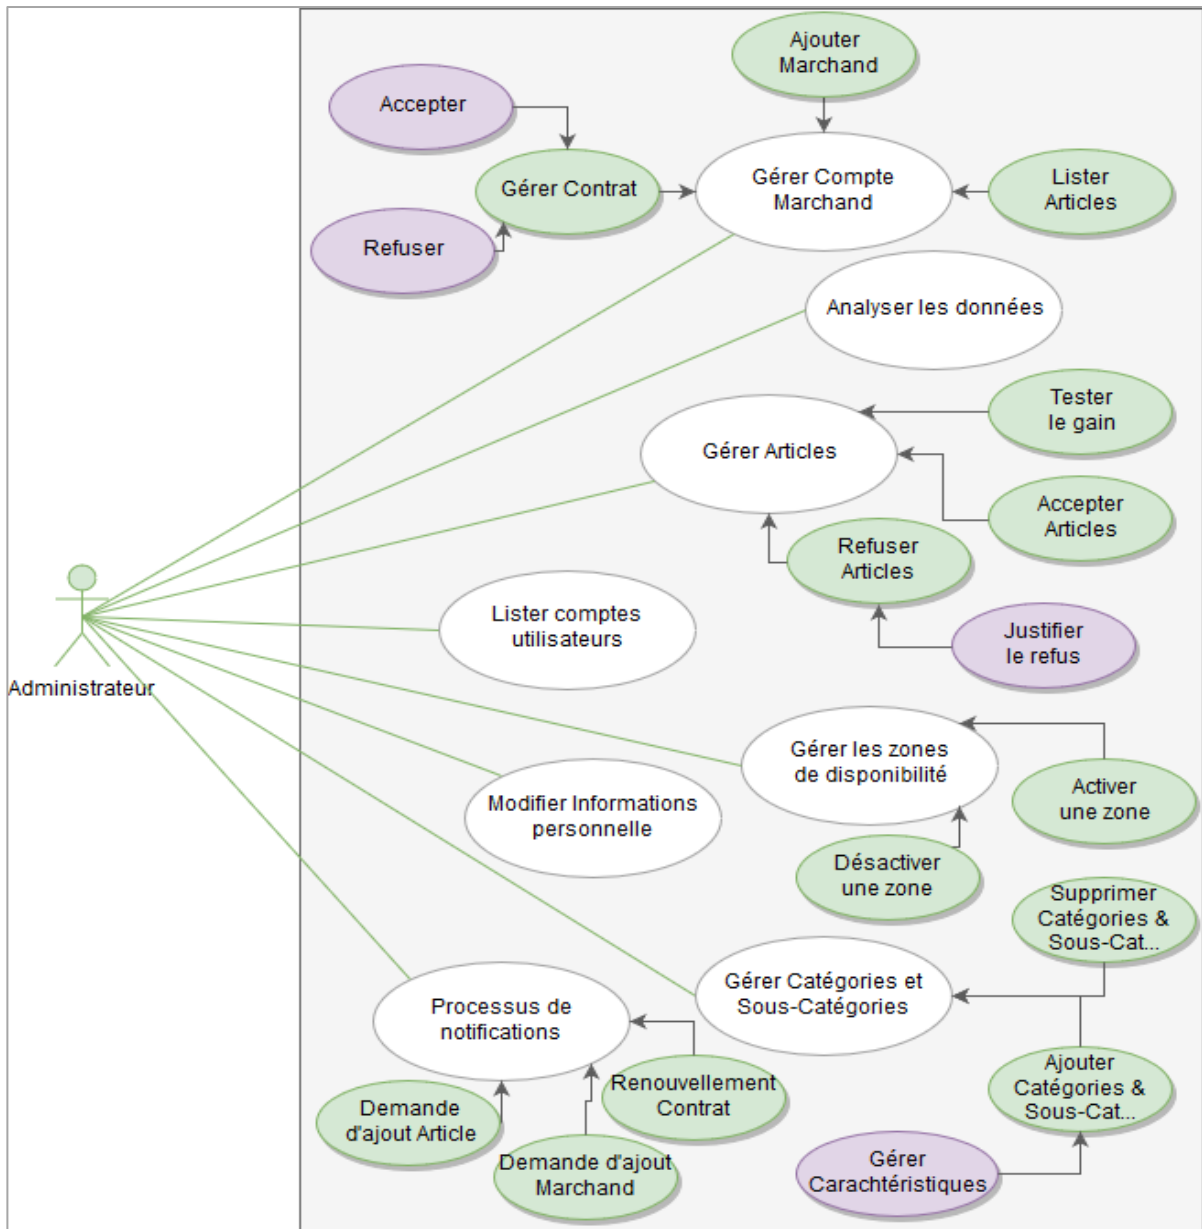 Ajouter
Marchand
Accepter
Gérer Contrat
Gérer Compte
Marchand
Lister
Articles
Refuser
Analyser les données
Tester
le gain
Gérer Articles
Accepter
Articles
Refuser
Articles
Lister comptes
utilisateurs
Justifier
le refus
Administrateur
Gérer les zones
de disponibilité
Activer
une zone
Modifier Informations
personnelle
Désactiver
une zone
Supprimer
Catégories &
Sous-Cat...
Gérer Catégories et
Sous-Catégories
Processus de
notifications
Ajouter
Catégories &
Sous-Cat...
Renouvellement
Contrat
Demande
d'ajout Article
Demande d'ajout
Marchand
Gérer
Carachtéristiques